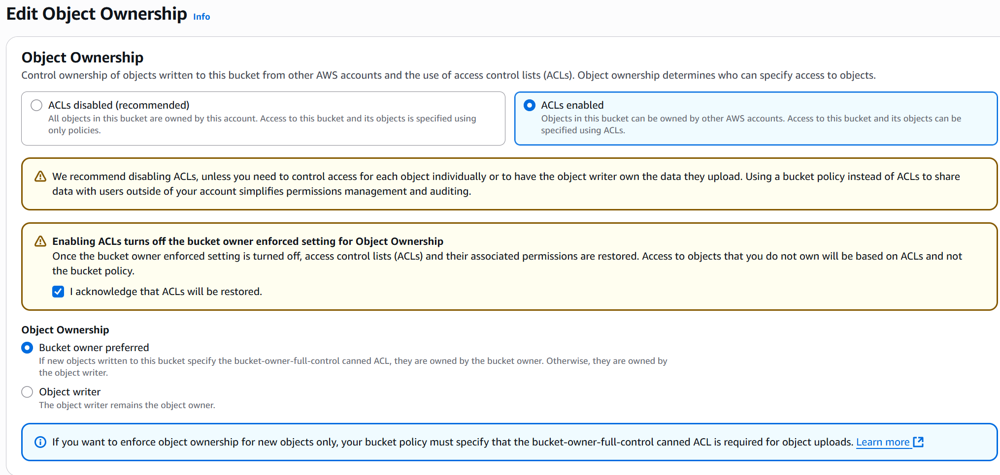 Edit Object Ownership Info
Object Ownership
Control ownership of objects written to this bucket from other AWS accounts and the use of access control lists (ACLs). Object ownership determines who can specify access to objects.
ACLs disabled (recommended)
All objects in this bucket are owned by this account. Access to this bucket and its objects is specified using
only policies.
ACLs enabled
Objects in this bucket can be owned by other AWS accounts. Access to this bucket and its objects can be
specified using ACLs.
We recommend disabling ACLs, unless you need to control access for each object individually or to have the object writer own the data they upload. Using a bucket policy instead of ACLs to share
data with users outside of your account simplifies permissions management and auditing.
Enabling ACLs turns off the bucket owner enforced setting for Object Ownership
Once the bucket owner enforced setting is turned off, access control lists (ACLs) and their associated permissions are restored. Access to objects that you do not own will be based on ACLs and not
the bucket policy.
I acknowledge that ACLs will be restored.
Object Ownership
Bucket owner preferred
If new objects written to this bucket specify the bucket-owner-full-control canned ACL, they are owned by the bucket owner. Otherwise, they are owned by
the object writer.
Object writer
The object writer remains the object owner.
If you want to enforce object ownership for new objects only, your bucket policy must specify that the bucket-owner-full-control canned ACL is required for object uploads. Learn more